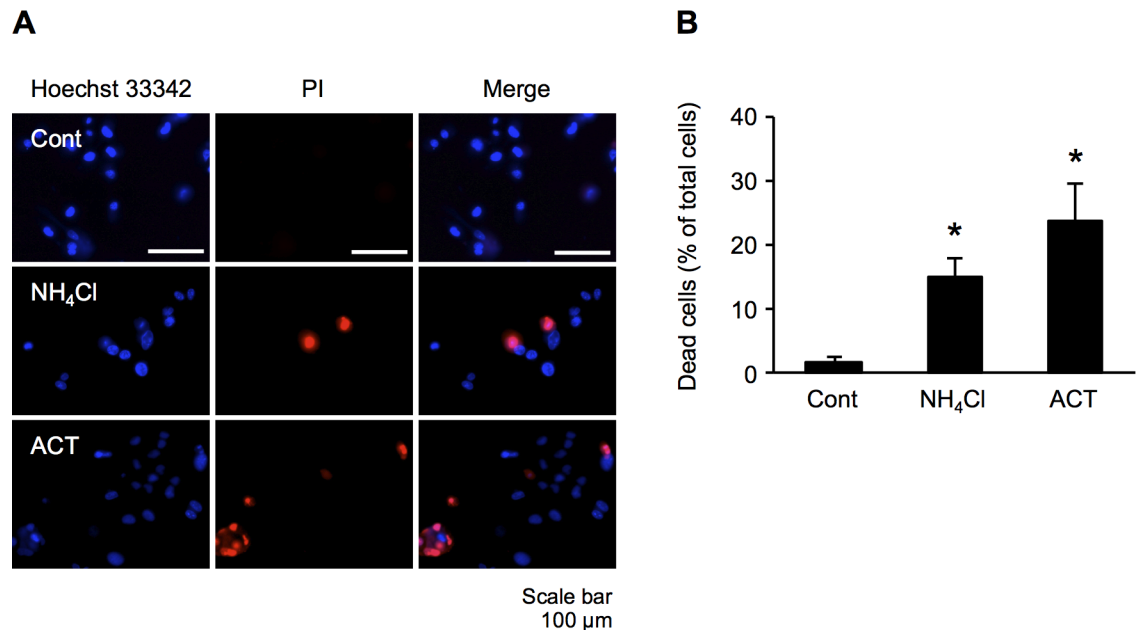 A
B
Hoechst 33342
PI
Merge
Cont
NH₄Cl
ACT
Scale bar
100 µm
Dead cells (% of total cells)
40
30
20
10
0
*
*
Cont
NH₄Cl
ACT